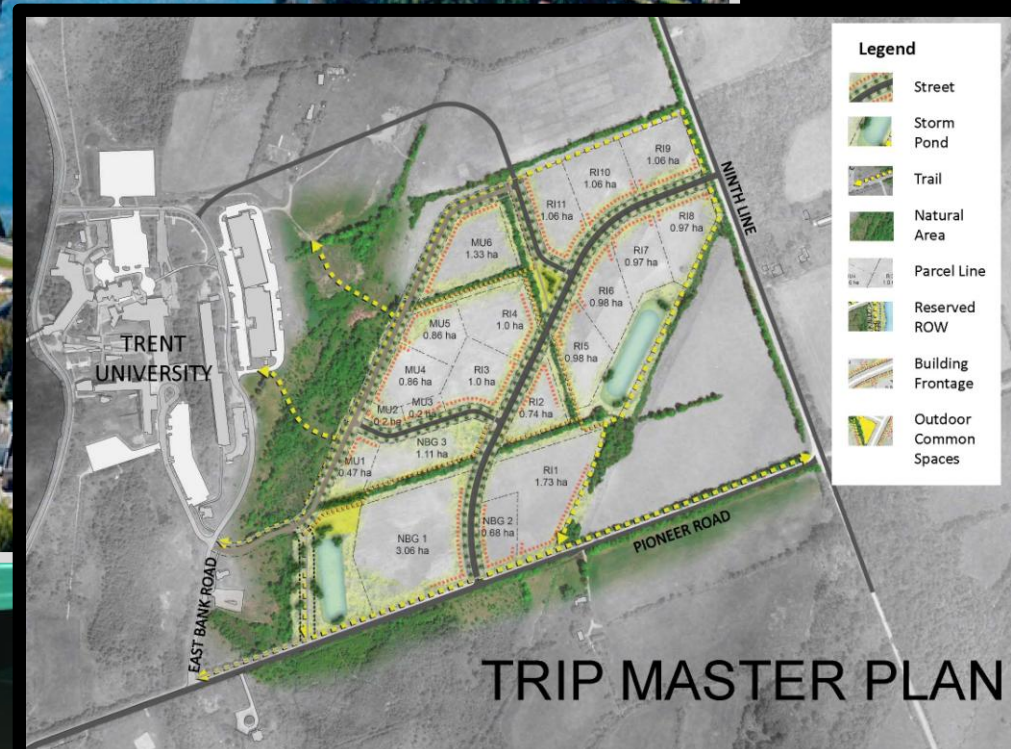 Legend
Street
Storm
Pond
Trail
Natural
Area
Parcel Line
Reserved
ROW
Building
Frontage
Outdoor
Common
Spaces
NINTH LINE
RI9
1.06 ha
RI10
1.06 ha
RI11
1.06 ha
RI8
0.97 ha
RI7
0.97 ha
MU6
1.33 ha
RI6
0.98 ha
RI4
1.0 ha
MU5
0.86 ha
RI5
0.98 ha
TRENT
UNIVERSITY
MU4
0.86 ha
RI3
1.0 ha
MU2
0.2 ha
MU3
0.2 ha
RI2
0.74 ha
NBG 3
1.11 ha
MU1
0.47 ha
RI1
1.73 ha
NBG 2
0.68 ha
NBG 1
3.06 ha
PIONEER ROAD
EAST BANK ROAD
TRIP MASTER PLAN